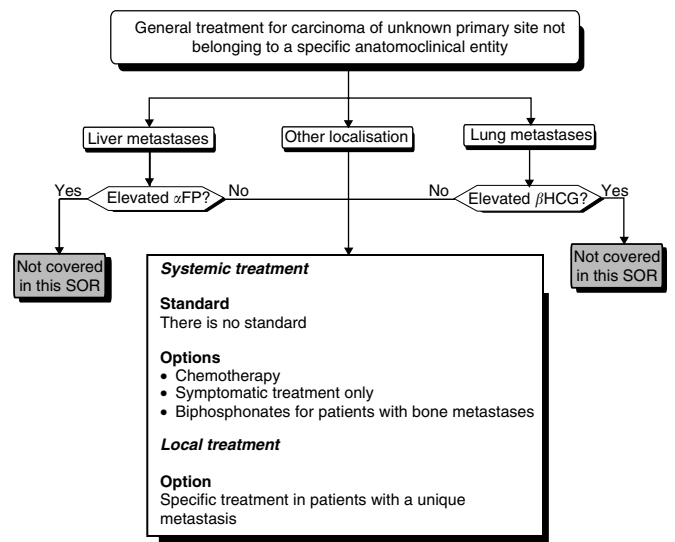 General treatment for carcinoma of unknown primary site not
belonging to a specific anatomoclinical entity
Liver metastases
Other localisation
Lung metastases
Yes
Elevated αFP?
No
No
Elevated βHCG?
Yes
Not covered
in this SOR
Not covered
in this SOR
Systemic treatment
Standard
There is no standard
Options
• Chemotherapy
• Symptomatic treatment only
• Biphosphonates for patients with bone metastases
Local treatment
Option
Specific treatment in patients with a unique
metastasis